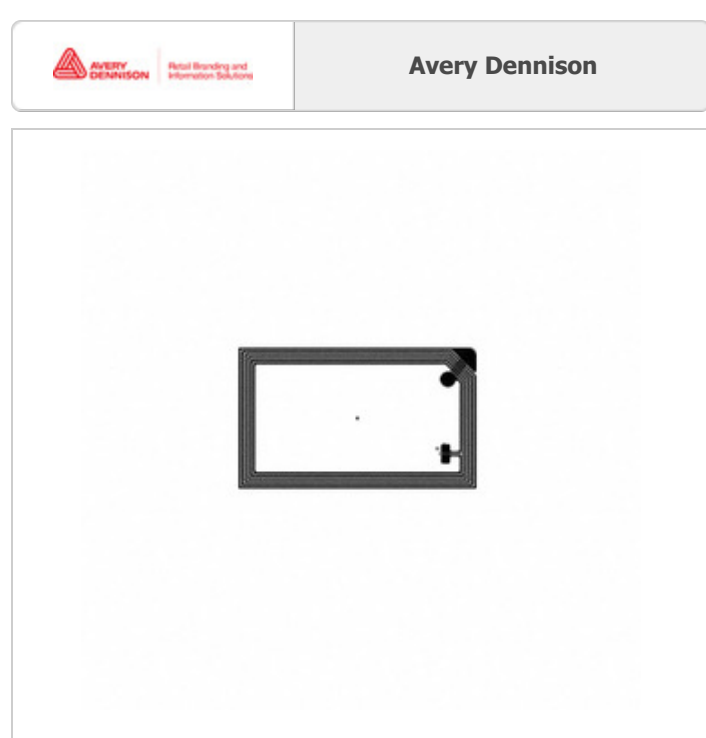 AVERY
DENNISON
Retail Branding and
Information Solutions
Avery Dennison